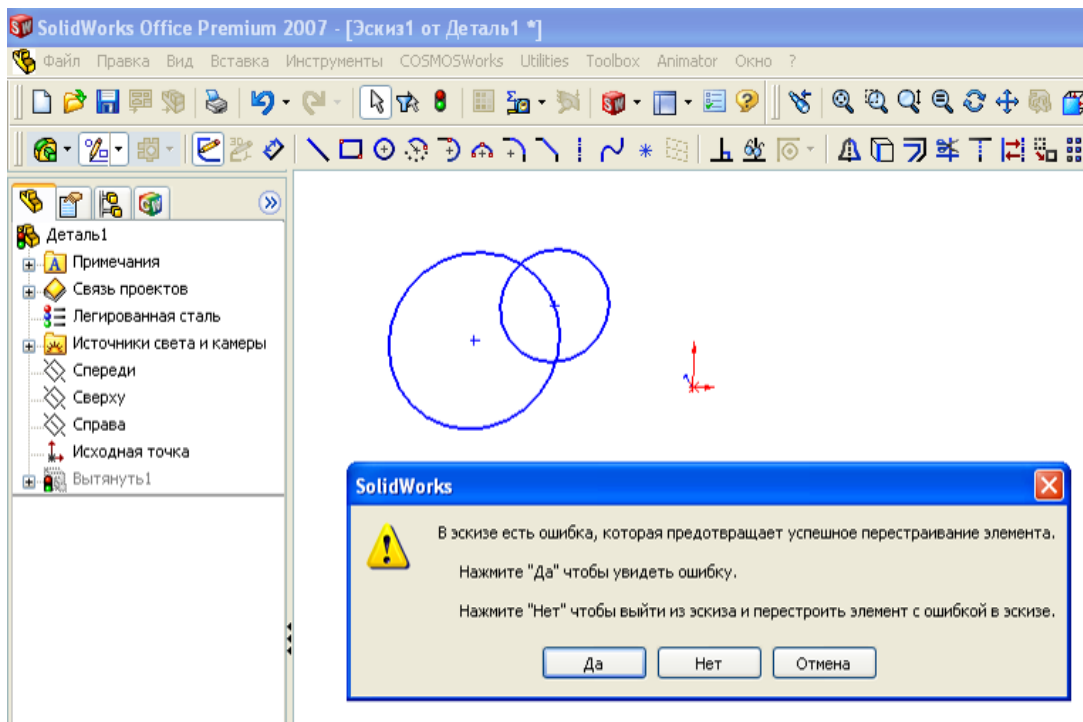 SolidWorks Office Premium 2007 - [Эскиз1 от Деталь1 *]
Файл Правка Вид Вставка Инструменты COSMOSWorks Utilities Toolbox Animator Окно ?
Деталь1
Примечания
Связь проектов
Легированная сталь
Источники света и камеры
Спереди
Сверху
Справа
Исходная точка
Вытянуть1
SolidWorks
В эскизе есть ошибка, которая предотвращает успешное перестраивание элемента.
Нажмите "Да" чтобы увидеть ошибку.
Нажмите "Нет" чтобы выйти из эскиза и перестроить элемент с ошибкой в эскизе.
Да Нет Отмена